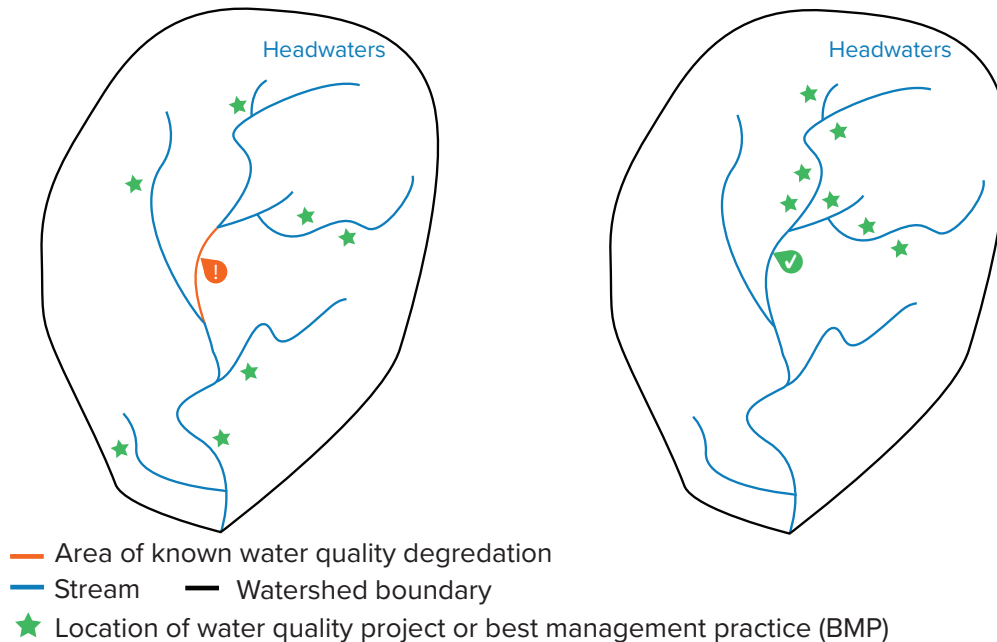 Headwaters
Headwaters
!
Area of known water quality degredation
Stream
Watershed boundary
Location of water quality project or best management practice (BMP)